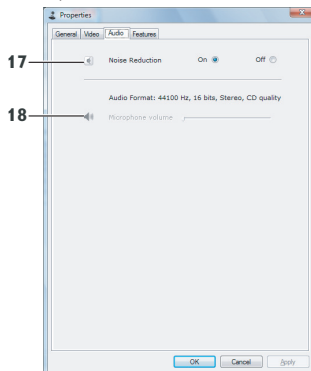 Properties
General Video Audio Features
17 Noise Reduction On Off
Audio Format: 44100 Hz, 16 bits, Stereo, CD quality
18 Microphone volume
OK Cancel Apply